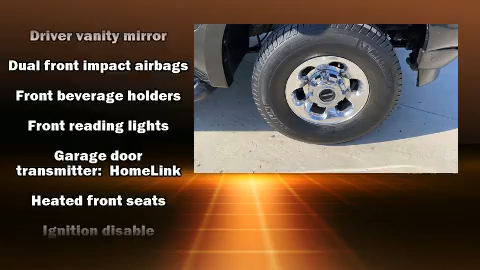 Driver vanity mirror
Dual front impact airbags
Front beverage holders
Front reading lights
Garage door
transmitter: HomeLink
Heated front seats
Ignition disable